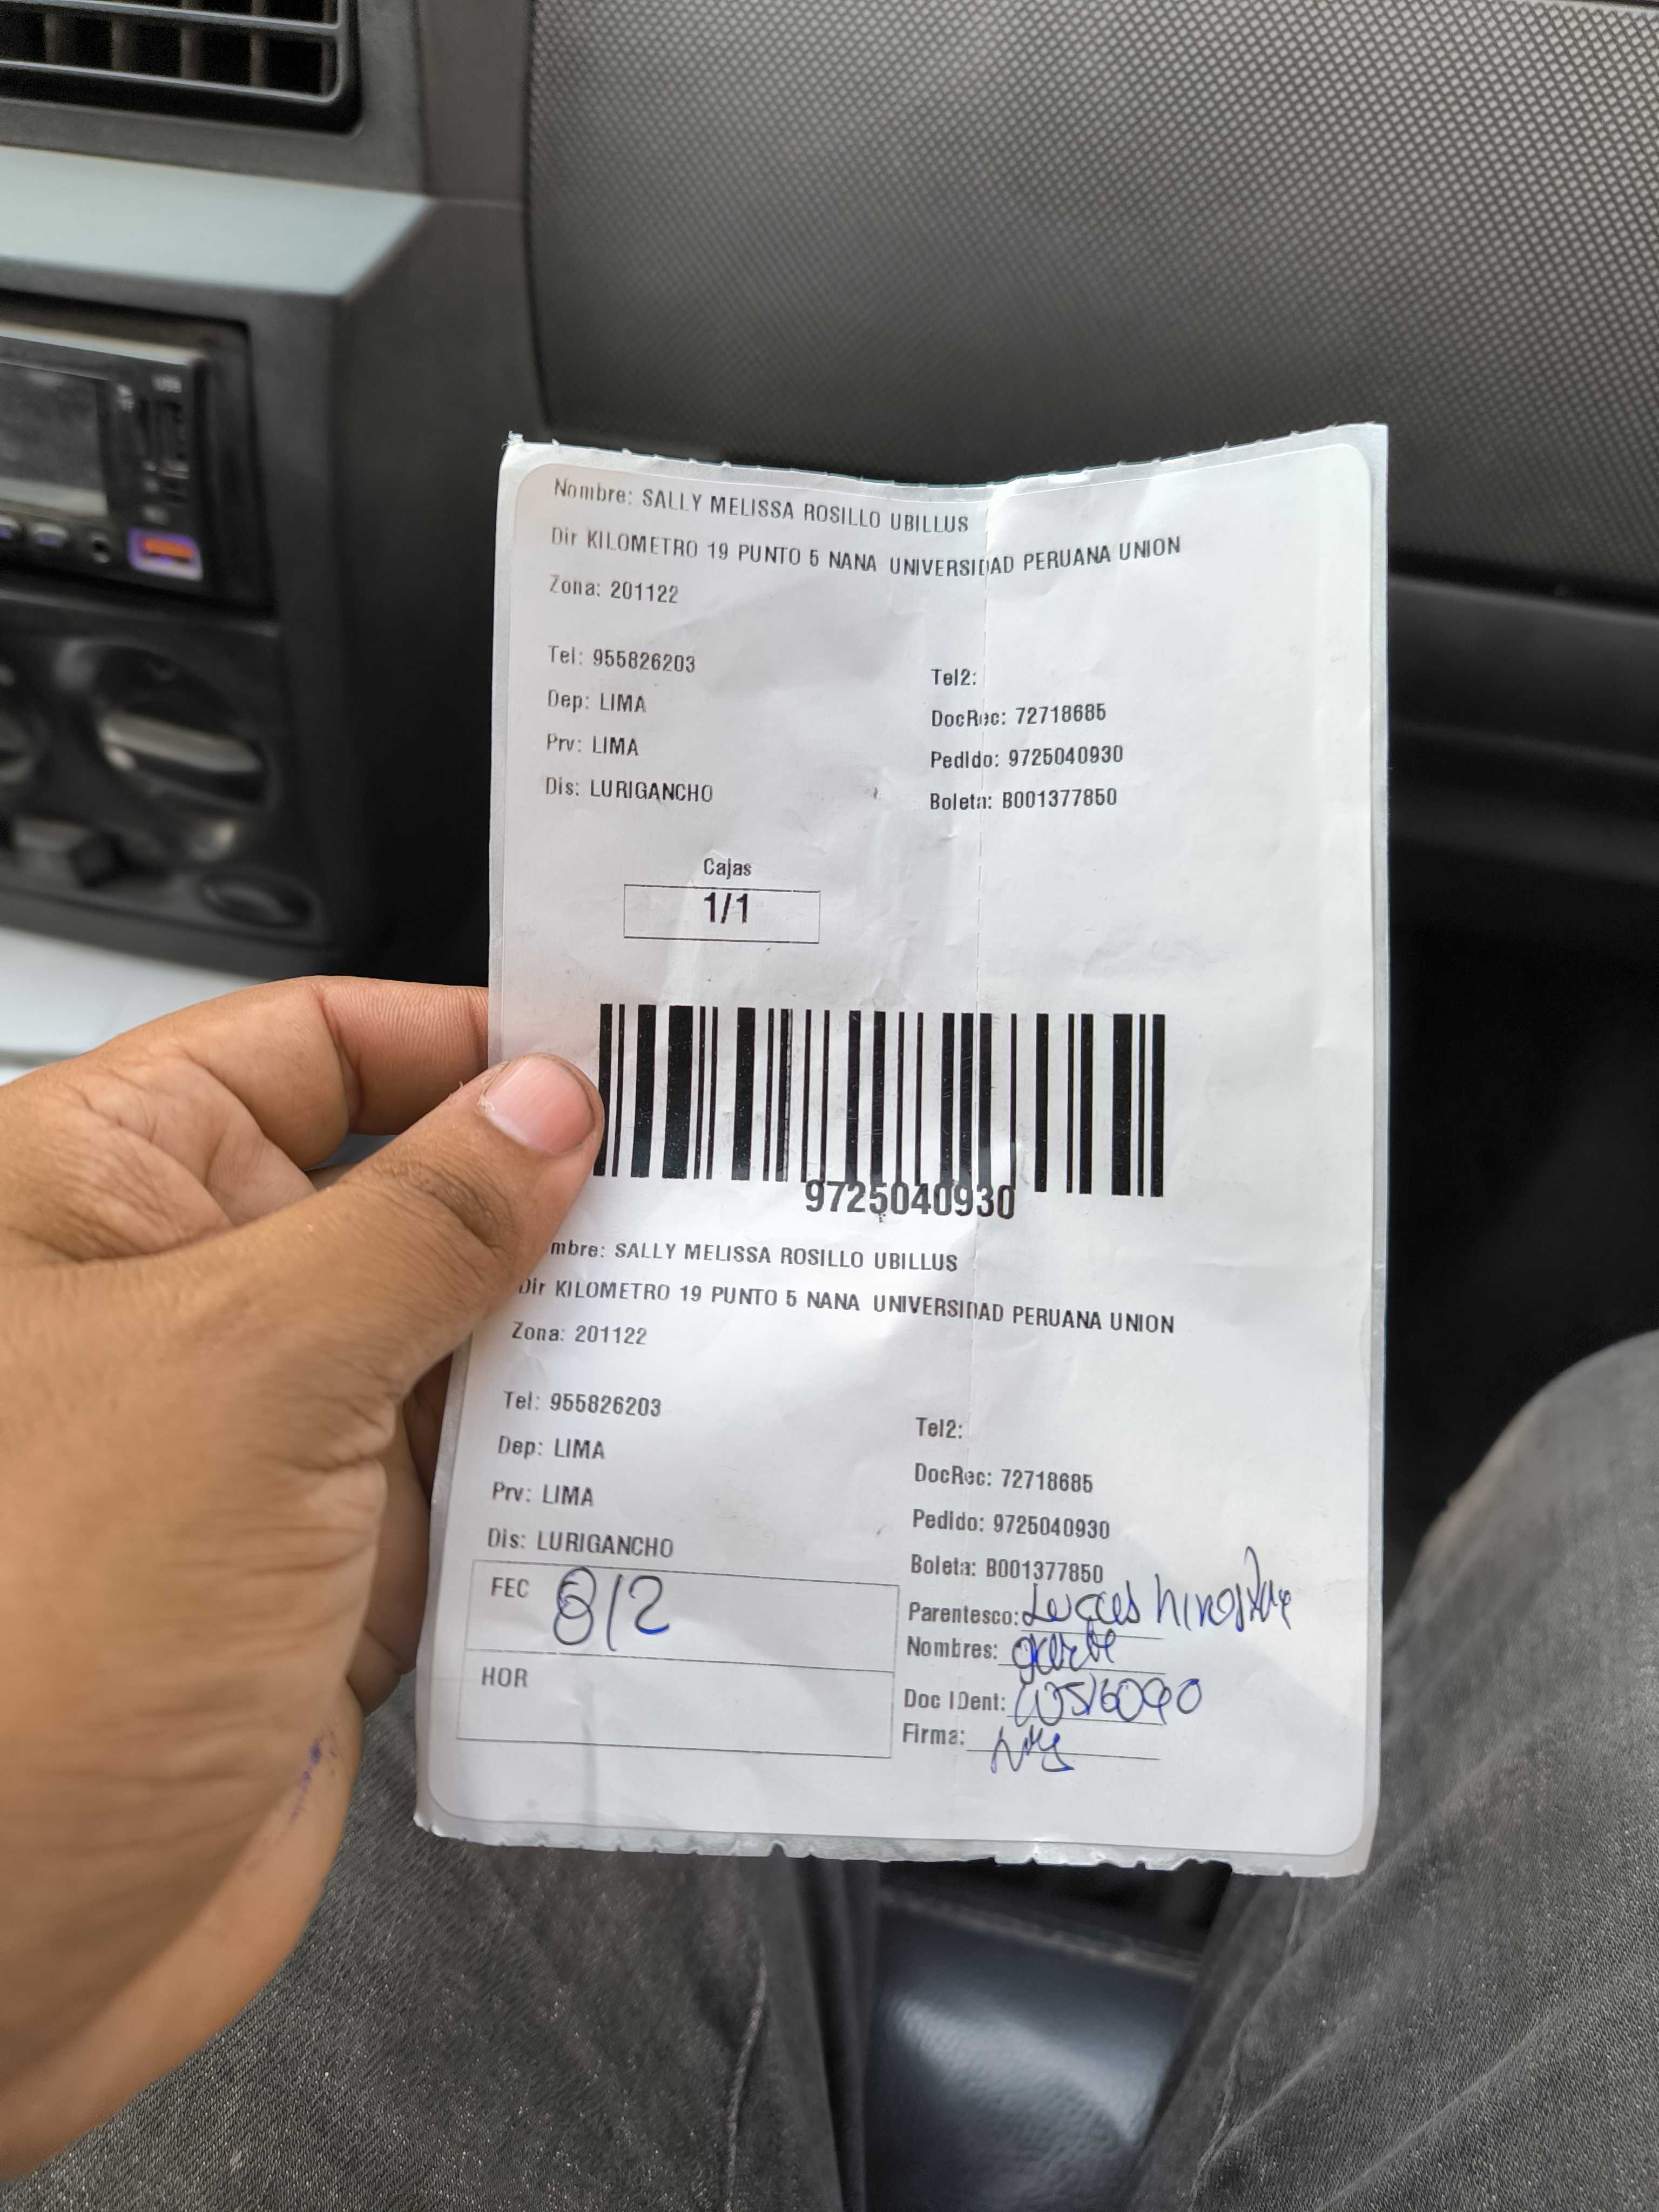 Nombre: SALLY MELISSA ROSILLO UBILLUS
Dir KILOMETRO 19 PUNTO 5 NANA UNIVERSIDAD PERUANA UNION
Zona: 201122
Tel: 955826203
Tel2:
Dep: LIMA
DocRec: 72718685
Prv: LIMA
Pedido: 9725040930
Dis: LURIGANCHO
Boleta: B001377850
Cajas
1/1
9725040930
mbre: SALLY MELISSA ROSILLO UBILLUS
Dir KILOMETRO 19 PUNTO 5 NANA UNIVERSIDAD PERUANA UNION
Zona: 201122
Tel: 955826203
Tel2:
Dep: LIMA
DocRec: 72718685
Prv: LIMA
Pedido: 9725040930
Dis: LURIGANCHO
Boleta: B001377850
FEC 8/2
Parentesco:
Nombres:
HOR
Doc IDent:
Firma: